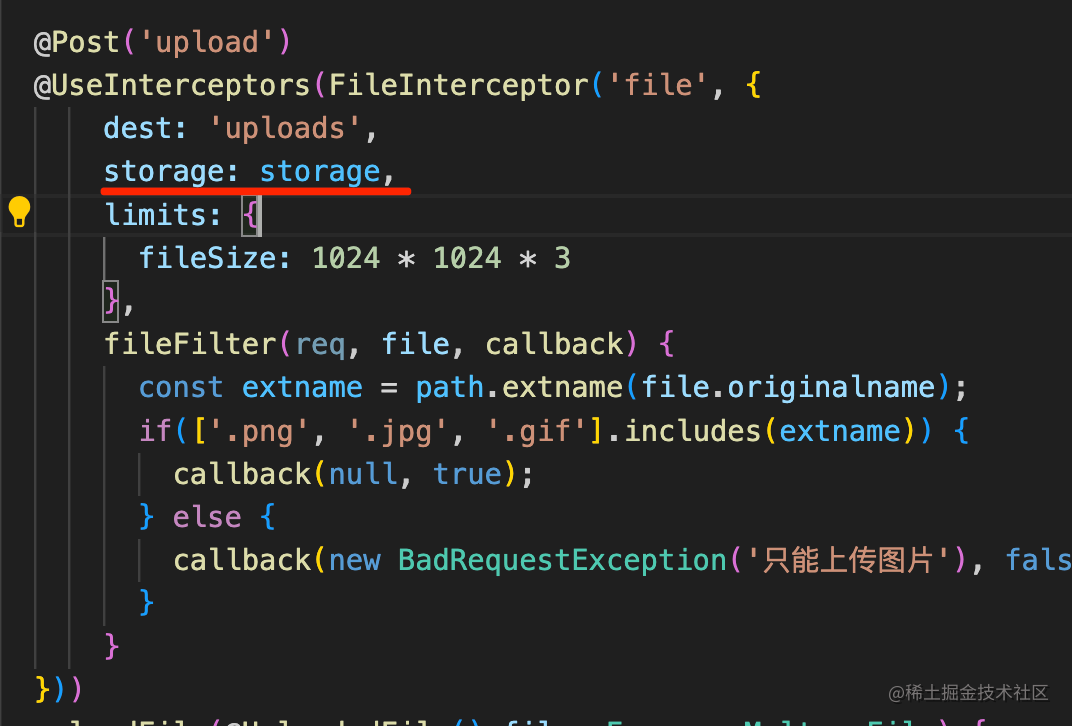 @Post('upload')
@UseInterceptors(FileInterceptor('file', {
dest: 'uploads',
storage: storage,
limits: {
fileSize: 1024 * 1024 * 3
},
fileFilter(req, file, callback) {
const extname = path.extname(file.originalname);
if(['.png', '.jpg', '.gif'].includes(extname)) {
callback(null, true);
} else {
callback(new BadRequestException('只能上传图片'), fals
}
}
}))
@稀土掘金技术社区